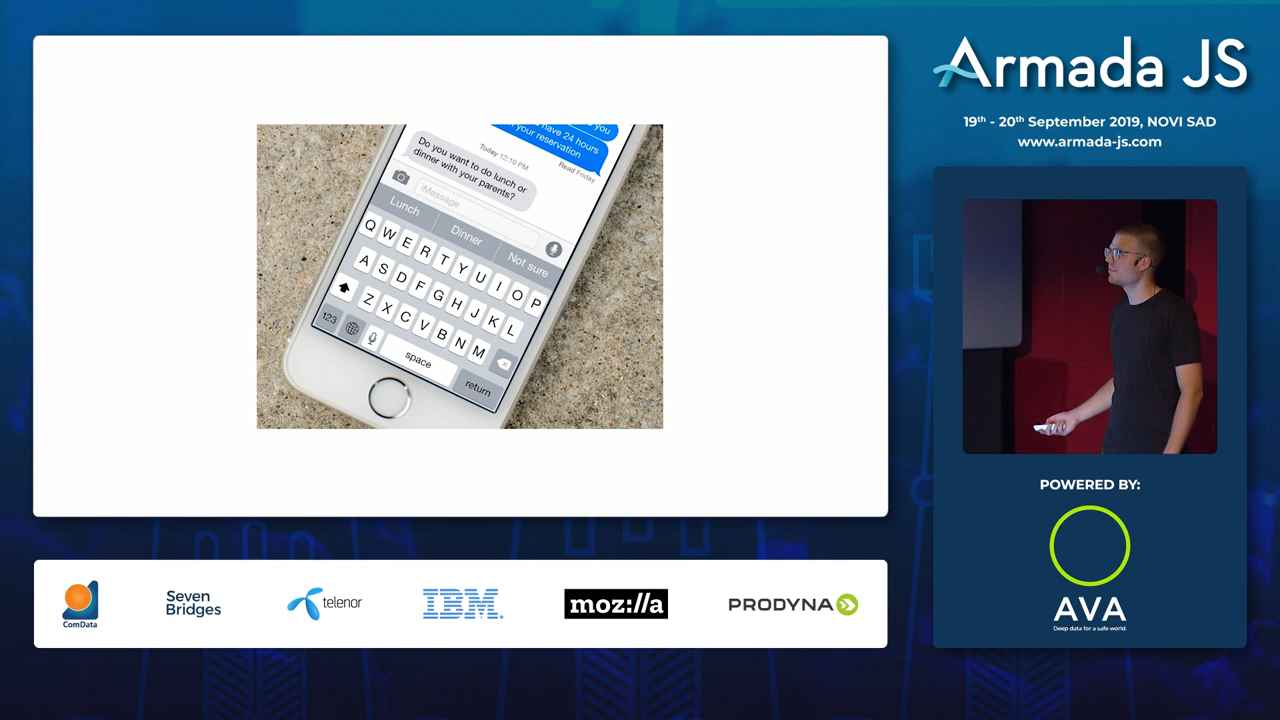 you
have 24 hours
your reservation
Read Friday
Today 12:10 PM
Do you want to do lunch or
dinner with your parents?
iMessage
Lunch
Dinner
Not sure
Q W E R T Y U I O P
A S D F G H J K L
Z X C V B N M
123
space
return
Armada JS
19th - 20th September 2019, NOVI SAD
www.armada-js.com
POWERED BY:
AVA
Deep data for a safe world.
ComData
Seven
Bridges
telenor
IBM
moz://a
PRODYNA